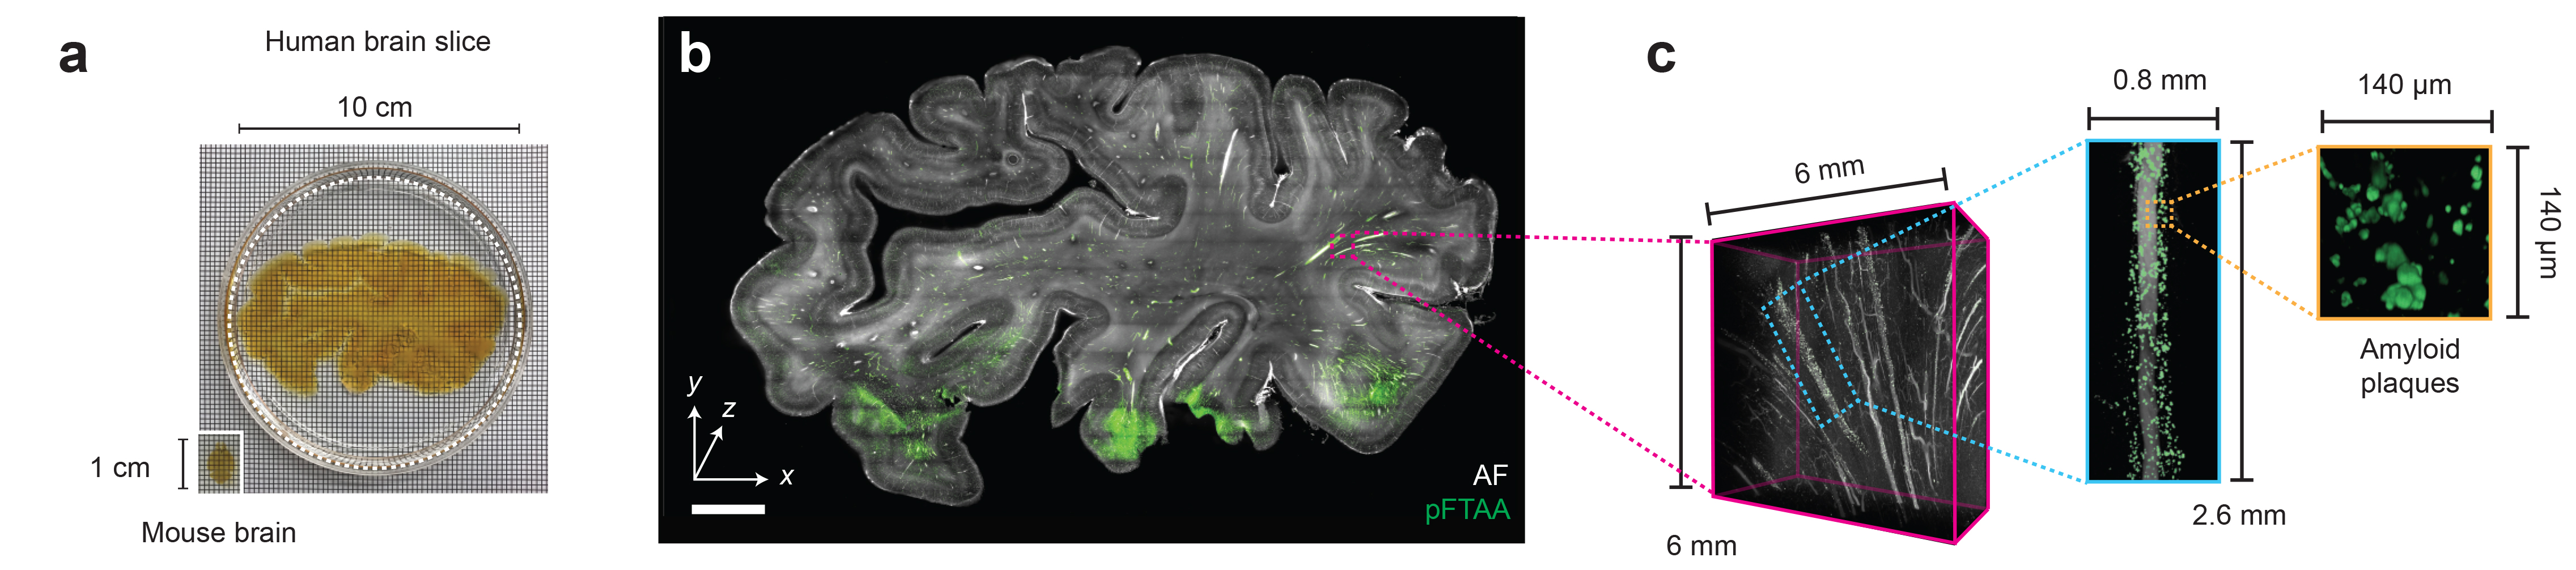 a
Human brain slice
10 cm
1 cm
Mouse brain
b
y
z
x
AF
pFTAA
c
6 mm
6 mm
0.8 mm
2.6 mm
140 µm
140 µm
Amyloid
plaques